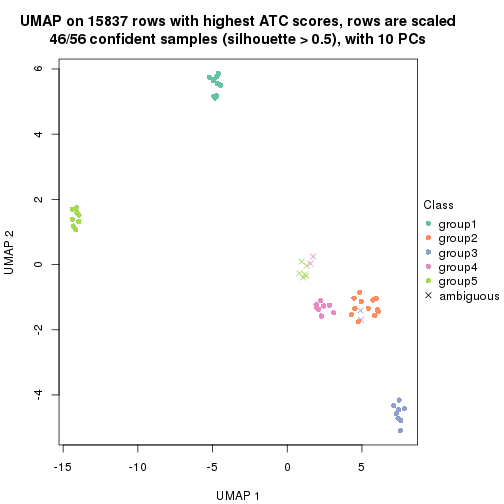 UMAP on 15837 rows with highest ATC scores, rows are scaled
46/56 confident samples (silhouette > 0.5), with 10 PCs
6
4
2
0
-2
-4
UMAP 2
-15
-10
-5
0
5
UMAP 1
Class
group1
group2
group3
group4
group5
ambiguous